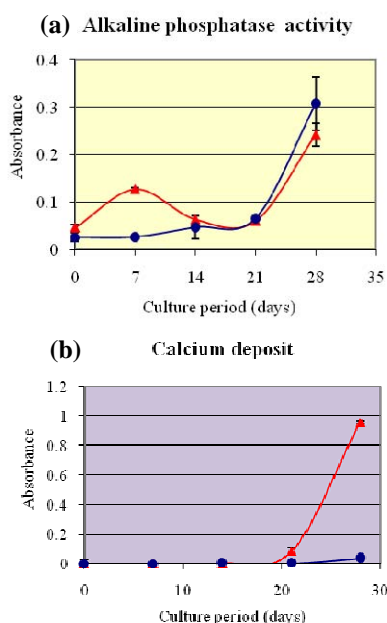 (a) Alkaline phosphatase activity
0.4
0.3
0.2
0.1
0
Absorbance
0 7 14 21 28 35
Culture period (days)
(b) Calcium deposit
1.2
1
0.8
0.6
0.4
0.2
0
Absorbance
0 10 20 30
Culture period (days)